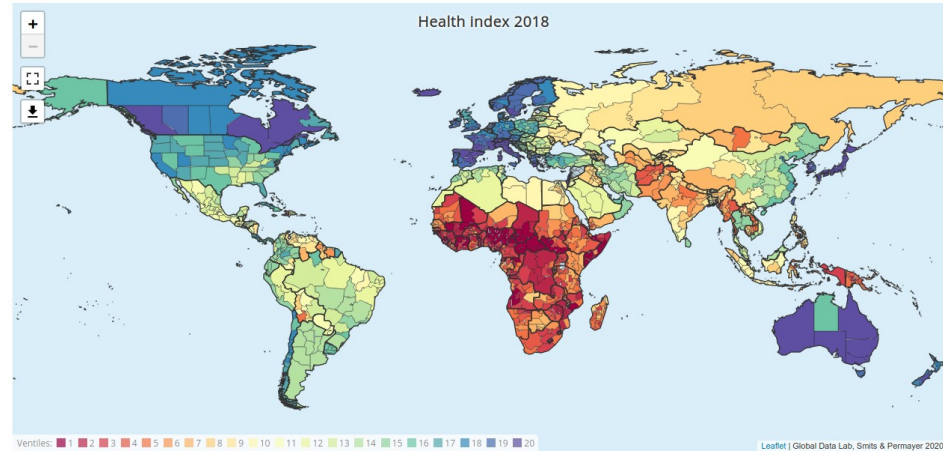 Health index 2018
+
−
Ventiles: 1 2 3 4 5 6 7 8 9 10 11 12 13 14 15 16 17 18 19 20
Leaflet | Global Data Lab, Smits & Permayer 2020